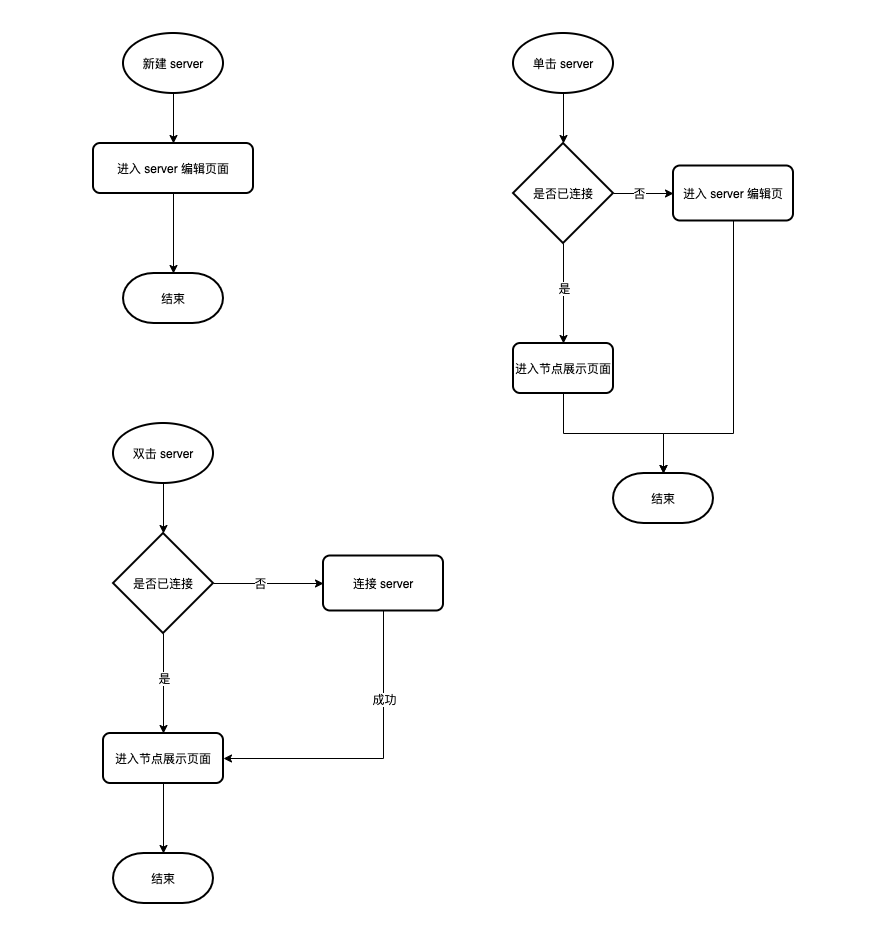 新建 server
进入 server 编辑页面
结束
单击 server
是否已连接
否
进入 server 编辑页
是
进入节点展示页面
结束
双击 server
是否已连接
否
连接 server
是
成功
进入节点展示页面
结束